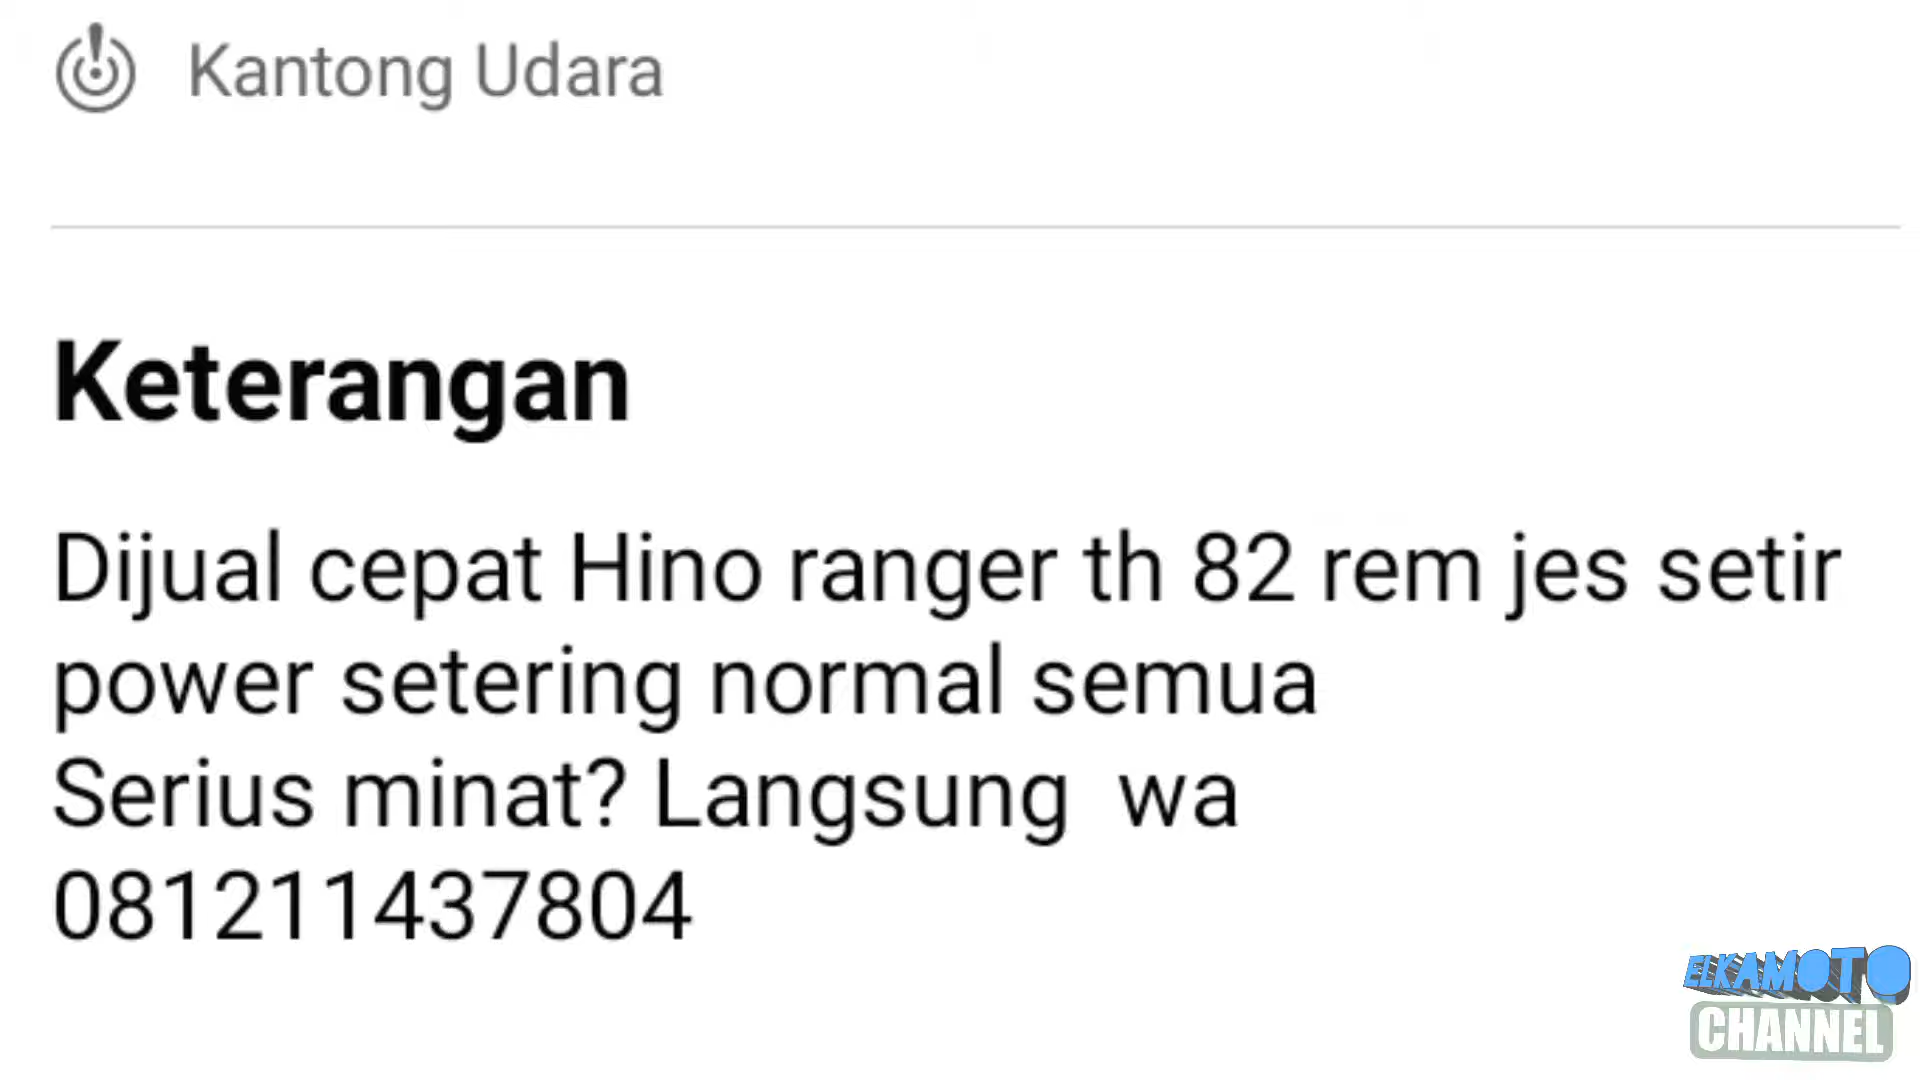 Kantong Udara
Keterangan
Dijual cepat Hino ranger th 82 rem jes setir
power setering normal semua
Serius minat? Langsung  wa
081211437804
ELKAMOTO
CHANNEL